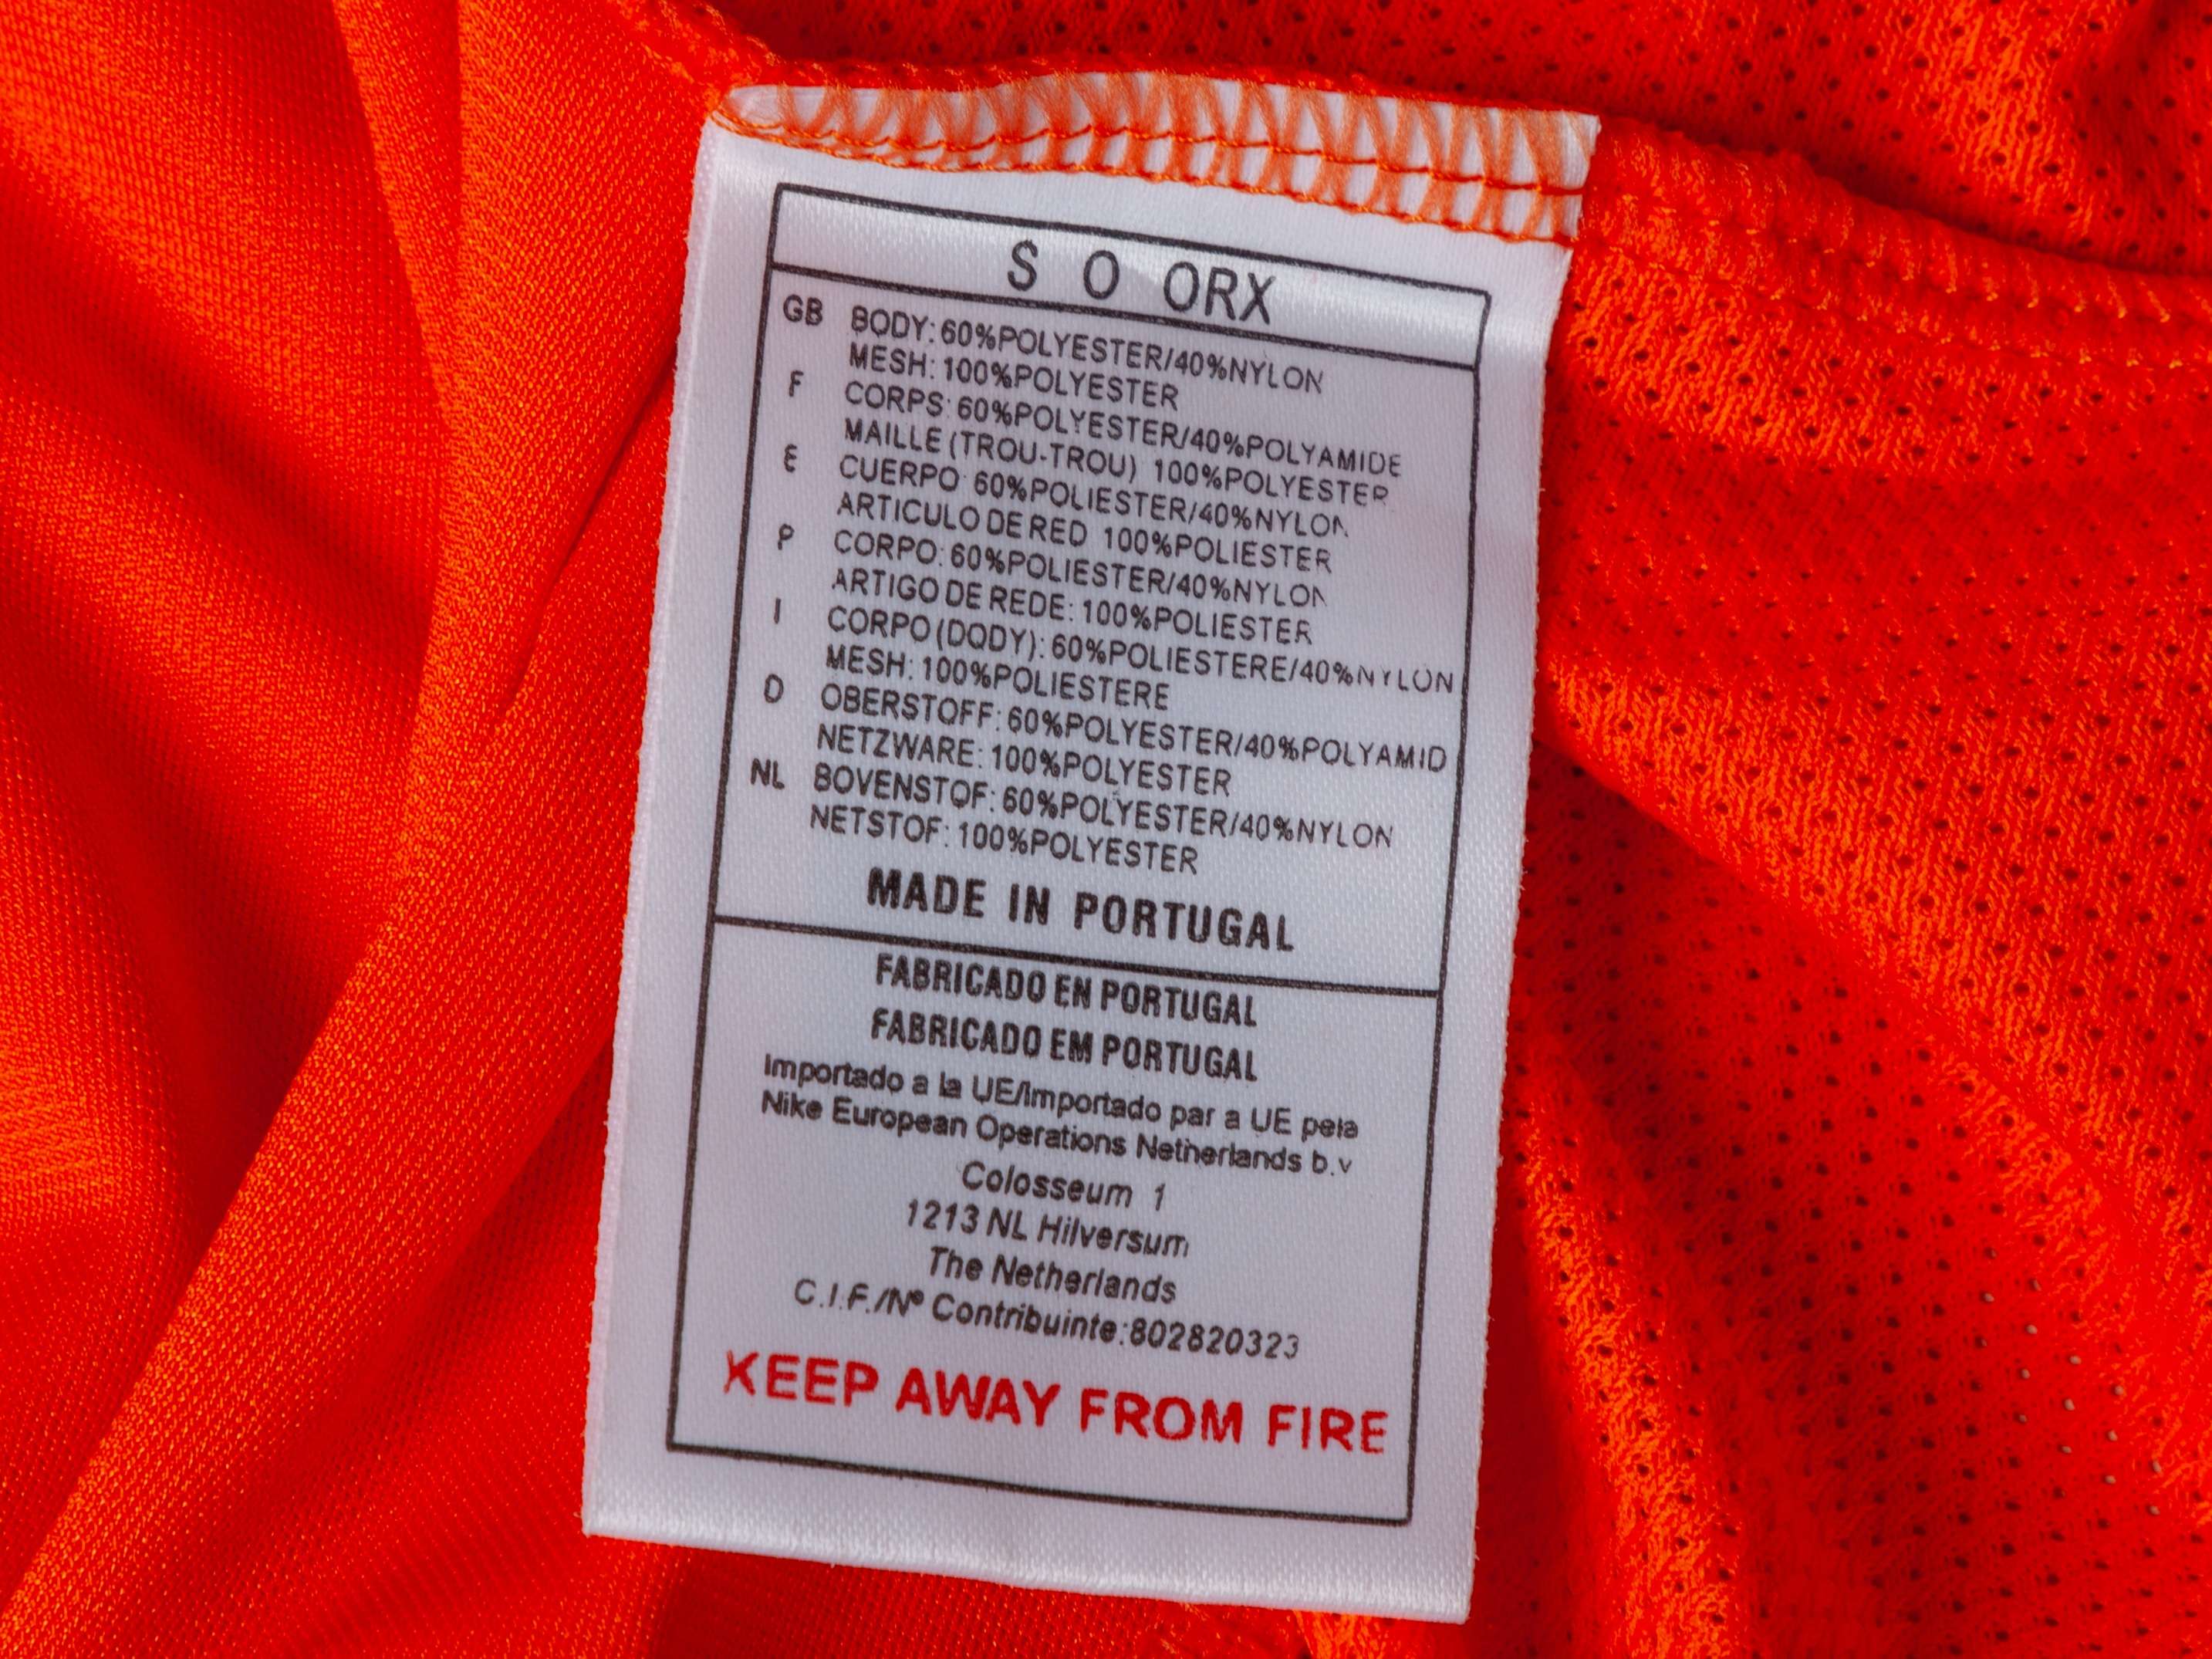 S O ORX
GB BODY: 60%POLYESTER/40%NYLON
MESH: 100%POLYESTER
F CORPS: 60%POLYESTER/40%POLYAMIDE
MAILLE (TROU-TROU) 100%POLYESTER
E CUERPO: 60%POLIESTER/40%NYLON
ARTICULO DE RED 100%POLIESTER
P CORPO: 60%POLIESTER/40%NYLON
ARTIGO DE REDE: 100%POLIESTER
I CORPO (DODY): 60%POLIESTERE/40%NYLON
MESH: 100%POLIESTERE
D OBERSTOFF: 60%POLYESTER/40%POLYAMID
NETZWARE: 100%POLYESTER
NL BOVENSTOF: 60%POLYESTER/40%NYLON
NETSTOF: 100%POLYESTER
MADE IN PORTUGAL
FABRICADO EN PORTUGAL
FABRICADO EM PORTUGAL
Importado a la UE/Importado par a UE pela
Nike European Operations Netherlands b.v
Colosseum 1
1213 NL Hilversum
The Netherlands
C.I.F./Nº Contribuinte:802820323
KEEP AWAY FROM FIRE